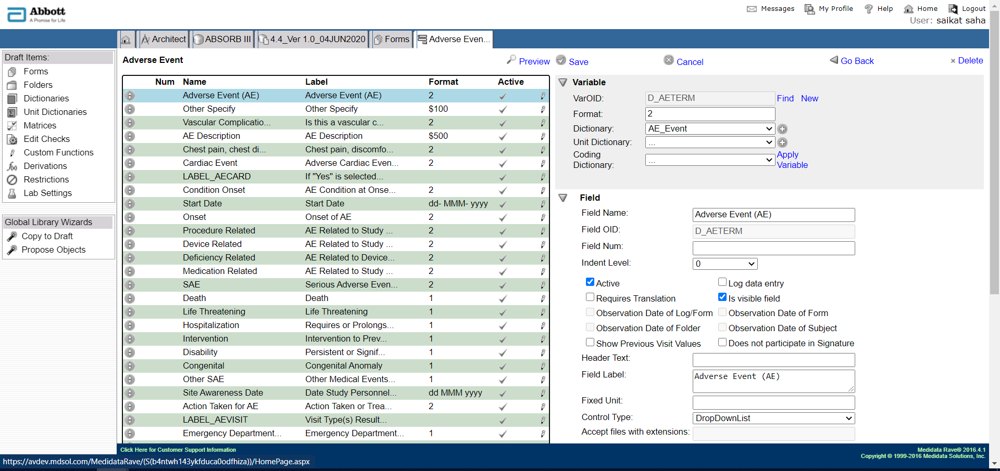 Abbott
A Promise for Life
Messages My Profile Help Home Logout
User: saikat saha
Architect ABSORB III 4.4_Ver 1.0_04JUN2020 Forms Adverse Even...
Draft Items:
Forms
Folders
Dictionaries
Unit Dictionaries
Matrices
Edit Checks
Custom Functions
Derivations
Restrictions
Lab Settings
Global Library Wizards
Copy to Draft
Propose Objects
Adverse Event
Preview Save Cancel Go Back × Delete
Num Name Label Format Active
Adverse Event (AE) Adverse Event (AE) 2
Other Specify Other Specify $100
Vascular Complicatio... Is this a vascular c... 2
AE Description AE Description $500
Chest pain, chest di... Chest pain, discomfo... 2
Cardiac Event Adverse Cardiac Even... 2
LABEL_AECARD If "Yes" is selected...
Condition Onset AE Condition at Onse... 2
Start Date Start Date dd- MMM- yyyy
Onset Onset of AE 2
Procedure Related AE Related to Study ... 2
Device Related AE Related to Study ... 2
Deficiency Related AE Related to Device... 2
Medication Related AE Related to Study ... 2
SAE Serious Adverse Even... 2
Death Death 1
Life Threatening Life Threatening 1
Hospitalization Requires or Prolongs... 1
Intervention Intervention to Prev... 1
Disability Persistent or Signif... 1
Congenital Congenital Anomaly 1
Other SAE Other Medical Events... 1
Site Awareness Date Date Study Personnel... dd MMM yyyy
Action Taken for AE Action Taken or Trea... 2
LABEL_AEVISIT Visit Type(s) Result...
Emergency Department... Emergency Department... 1
Variable
VarOID: D_AETERM Find New
Format: 2
Dictionary: AE_Event
Unit Dictionary: ...
Coding Dictionary: ... Apply Variable
Field
Field Name: Adverse Event (AE)
Field OID: D_AETERM
Field Num:
Indent Level: 0
Active Log data entry
Requires Translation Is visible field
Observation Date of Log/Form Observation Date of Form
Observation Date of Folder Observation Date of Subject
Show Previous Visit Values Does not participate in Signature
Header Text:
Field Label: Adverse Event (AE)
Fixed Unit:
Control Type: DropDownList
Accept files with extensions:
Click Here for Customer Support Information
Medidata Rave® 2016.4.1
Copyright © 1999-2016 Medidata Solutions, Inc.
https://avdev.mdsol.com/MedidataRave/(S(b4ntwh143ykfduca0odfhiza))/HomePage.aspx